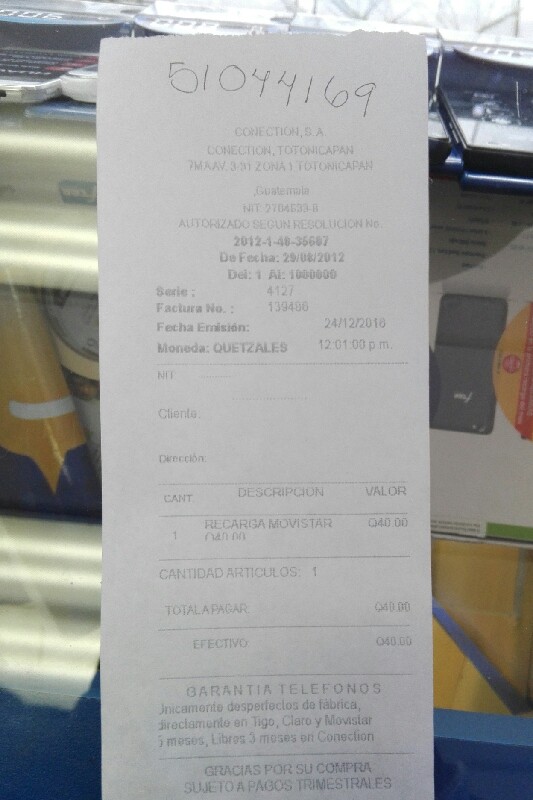 51044169
CONECTION, S.A.
CONECTION, TOTONICAPAN
7MA AV. 3-31 ZONA 1 TOTONICAPAN
,Guatemala
NIT:
AUTORIZADO SEGUN RESOLUCION No.
2012-1-46-35607
De Fecha: 29/08/2012
Del: 1 Al: 1000000
Serie : 4127
Factura No. : 139486
Fecha Emisión: 24/12/2016
Moneda: QUETZALES 12:01:00 p.m.
NIT
Cliente:
Dirección:
CANT. DESCRIPCION VALOR
1 RECARGA MOVISTAR Q40.00
Q40.00
CANTIDAD ARTICULOS: 1
TOTAL A PAGAR: Q40.00
EFECTIVO: Q40.00
GARANTIA TELEFONOS
Unicamente desperfectos de fábrica,
directamente en Tigo, Claro y Movistar
meses, Libres 3 meses en Conection
GRACIAS POR SU COMPRA
SUJETO A PAGOS TRIMESTRALES